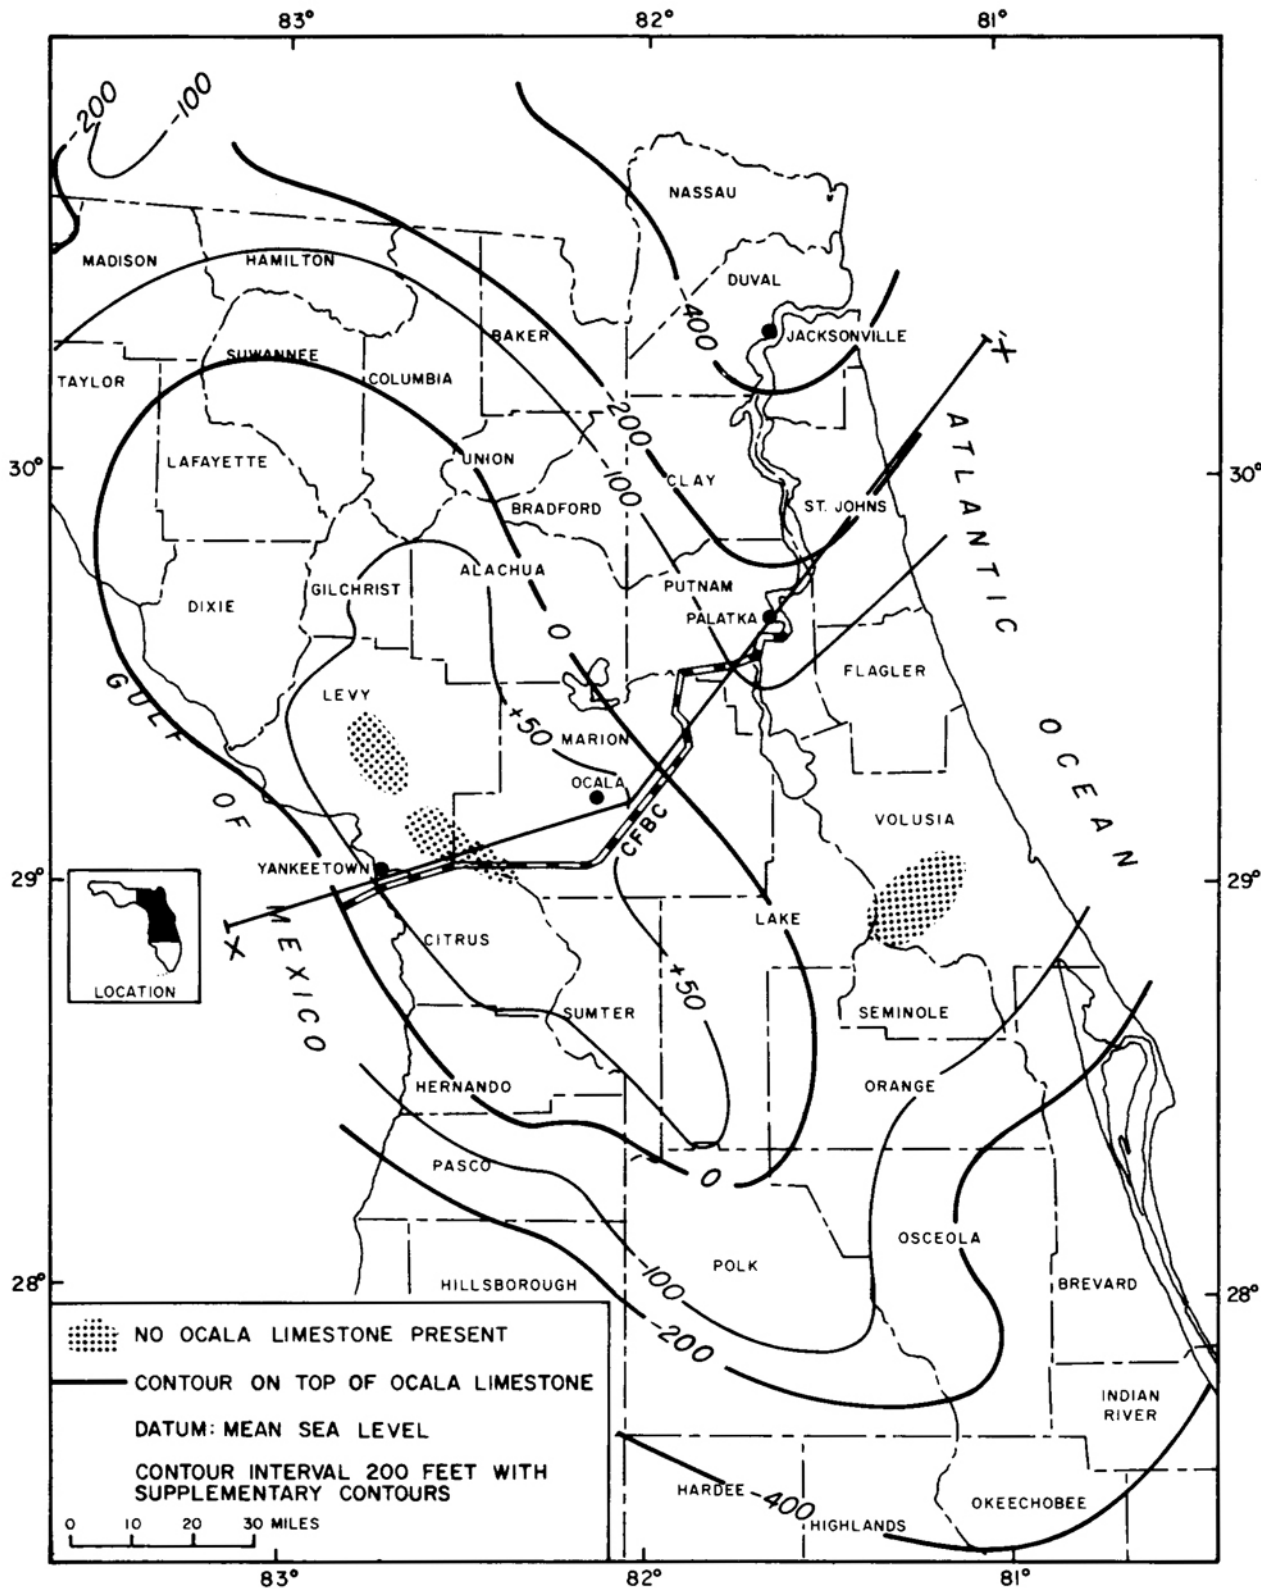 83° 82° 81°
-200
-100
NASSAU
MADISON
HAMILTON
DUVAL
-400
BAKER
JACKSONVILLE
X'
SUWANNEE
TAYLOR
COLUMBIA
-200
ATLANTIC
30°
LAFAYETTE
UNION
-100
CLAY
30°
BRADFORD
ST. JOHNS
ALACHUA
GILCHRIST
PUTNAM
DIXIE
PALATKA
0
FLAGLER
GULF
LEVY
+50
MARION
OCEAN
OCALA
OF
CFBC
VOLUSIA
YANKEETOWN
29°
29°
MEXICO
LAKE
X
CITRUS
+50
LOCATION
SUMTER
SEMINOLE
HERNANDO
ORANGE
PASCO
0
OSCEOLA
POLK
28°
HILLSBOROUGH
-100
BREVARD
28°
NO OCALA LIMESTONE PRESENT
-200
CONTOUR ON TOP OF OCALA LIMESTONE
INDIAN
RIVER
DATUM: MEAN SEA LEVEL
CONTOUR INTERVAL 200 FEET WITH
SUPPLEMENTARY CONTOURS
HARDEE
-400
OKEECHOBEE
HIGHLANDS
0 10 20 30 MILES
83° 82° 81°